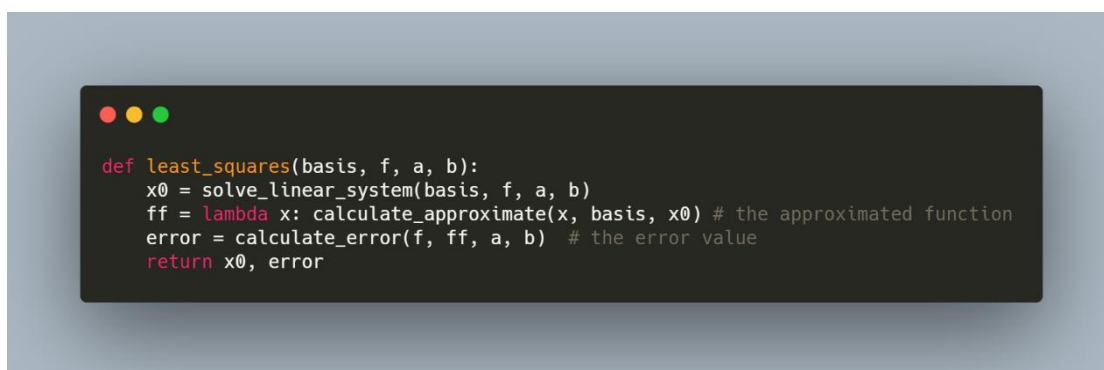 def least_squares(basis, f, a, b):
    x0 = solve_linear_system(basis, f, a, b)
    ff = lambda x: calculate_approximate(x, basis, x0) # the approximated function
    error = calculate_error(f, ff, a, b)  # the error value
    return x0, error